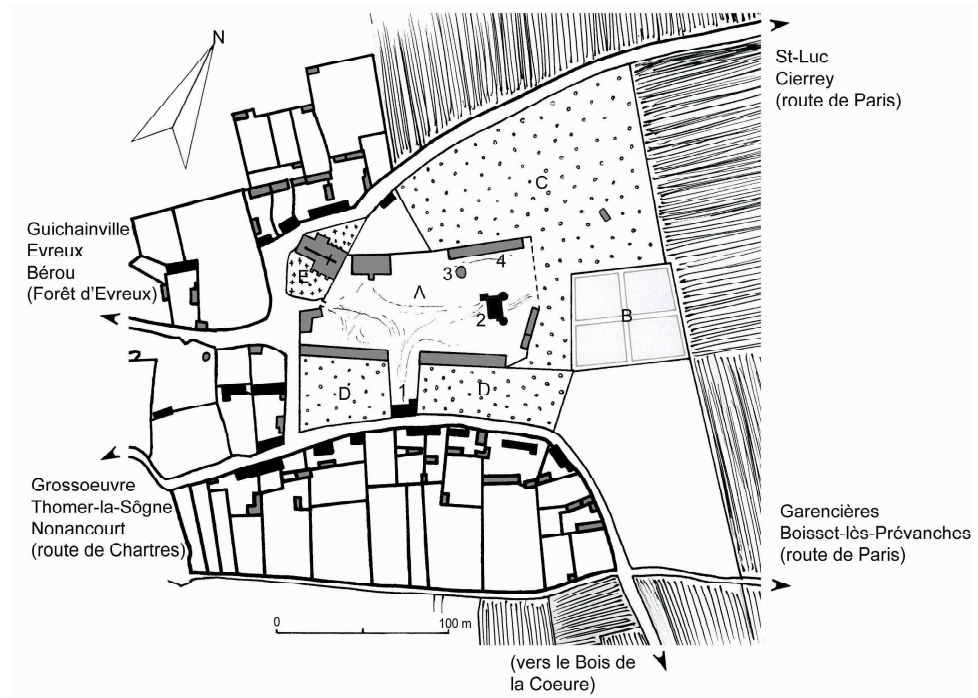 N
St-Luc
Cierrey
(route de Paris)
C
Guichainville
Evreux
Bérou
(Forêt d'Evreux)
E
3
4
A
B
2
D
1
D
Grossoeuvre
Thomer-la-Sôgne
Nonancourt
(route de Chartres)
Garencières
Boisset-lès-Prévanches
(route de Paris)
0
100 m
(vers le Bois de
la Coeure)